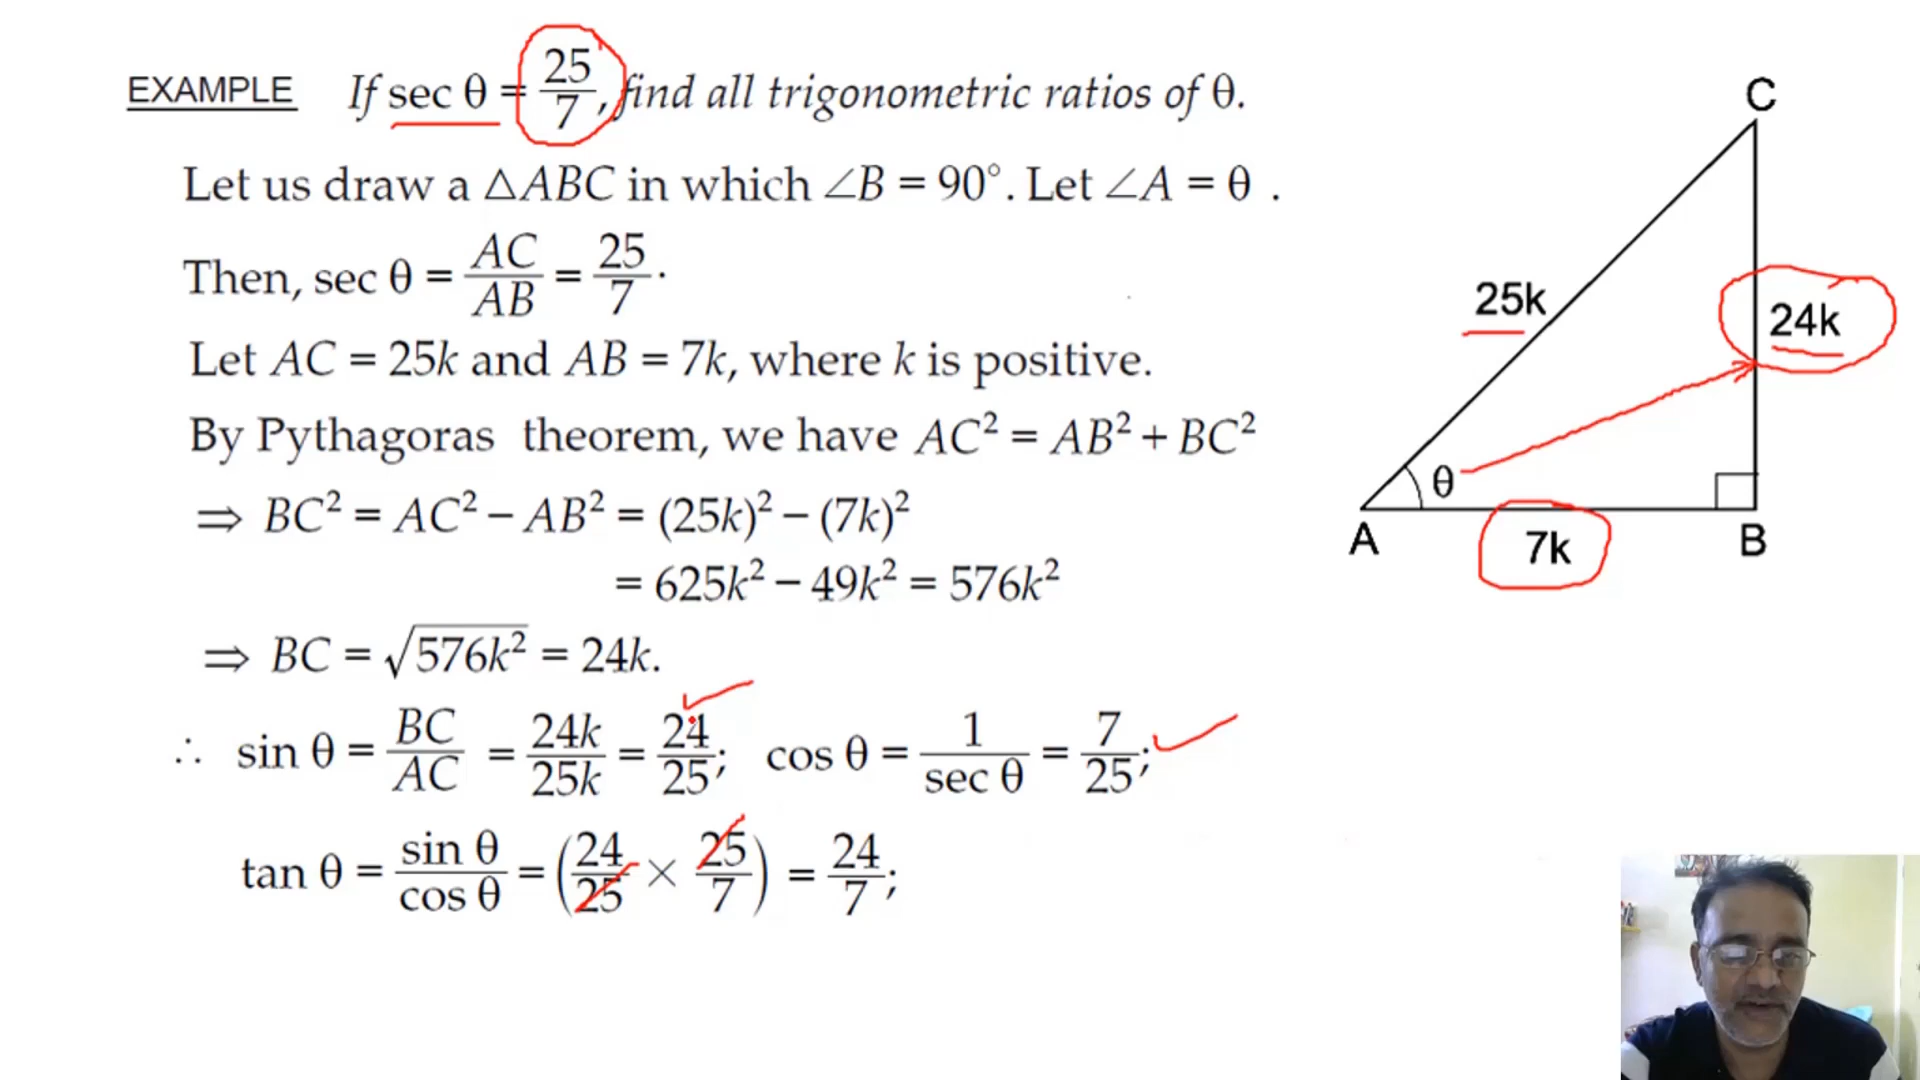 EXAMPLE If sec θ = 25/7, find all trigonometric ratios of θ.
Let us draw a △ABC in which ∠B = 90°. Let ∠A = θ .
Then, sec θ = AC/AB = 25/7·
Let AC = 25k and AB = 7k, where k is positive.
By Pythagoras theorem, we have AC² = AB² + BC²
⇒ BC² = AC² − AB² = (25k)² − (7k)²
= 625k² − 49k² = 576k²
⇒ BC = √576k² = 24k.
∴ sin θ = BC/AC = 24k/25k = 24/25; cos θ = 1/sec θ = 7/25;
tan θ = sin θ/cos θ = (24/25 × 25/7) = 24/7;
C
25k
24k
θ
A
7k
B